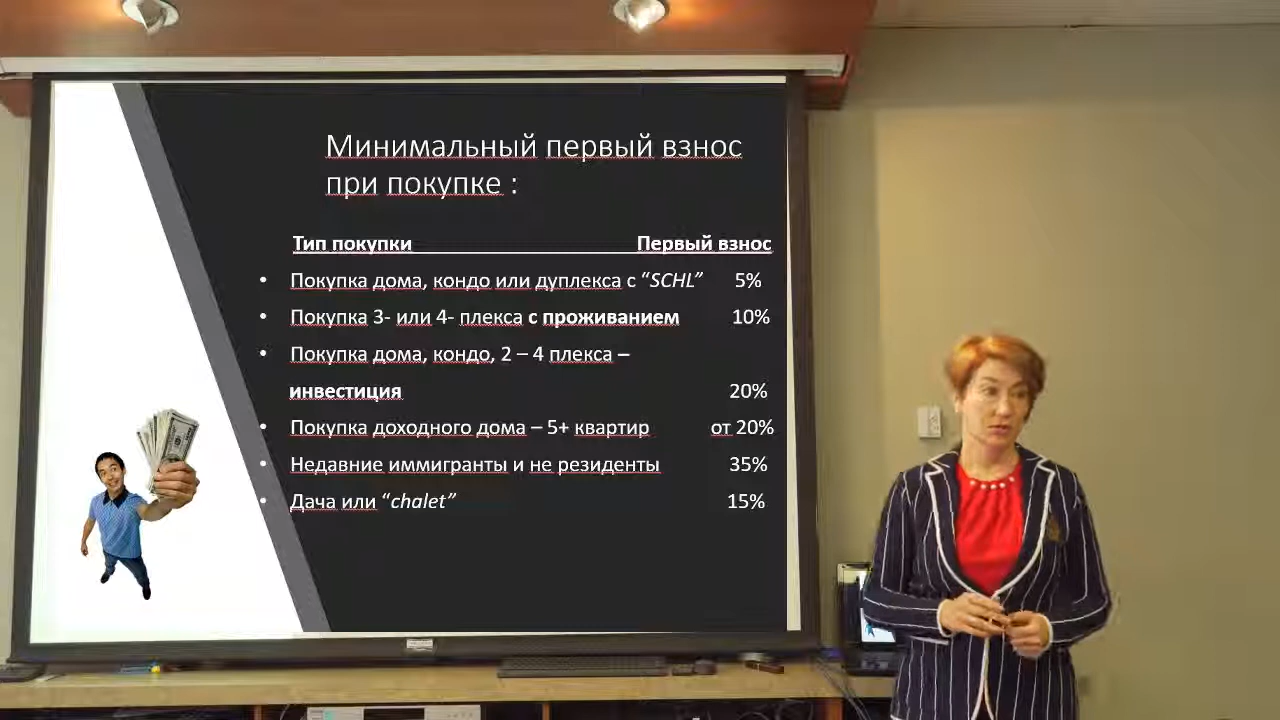 Минимальный первый взнос
при покупке :
Тип покупки Первый взнос
• Покупка дома, кондо или дуплекса с “SCHL” 5%
• Покупка 3- или 4- плекса с проживанием 10%
• Покупка дома, кондо, 2 – 4 плекса –
инвестиция 20%
• Покупка доходного дома – 5+ квартир от 20%
• Недавние иммигранты и не резиденты 35%
• Дача или “chalet” 15%